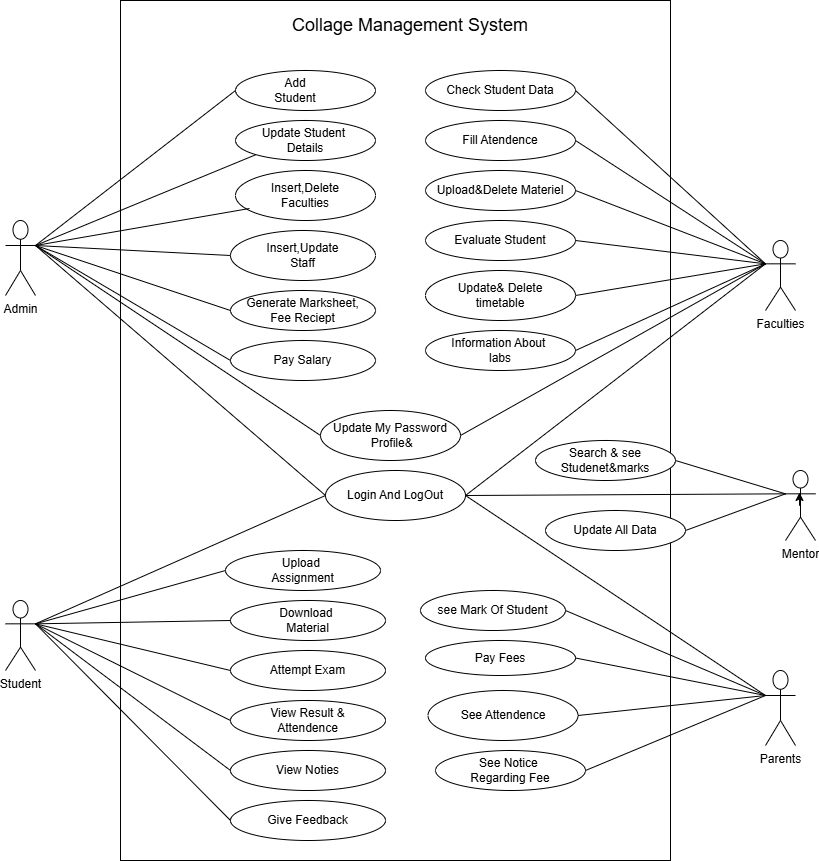 Collage Management System
Add
Student
Update Student
Details
Insert,Delete
Faculties
Insert,Update
Staff
Generate Marksheet,
Fee Reciept
Pay Salary
Check Student Data
Fill Atendence
Upload&Delete Materiel
Evaluate Student
Update& Delete
timetable
Information About
labs
Admin
Faculties
Update My Password
Profile&
Login And LogOut
Search & see
Studenet&marks
Update All Data
Mentor
Upload
Assignment
Download
Material
Attempt Exam
View Result &
Attendence
View Noties
Give Feedback
Student
see Mark Of Student
Pay Fees
See Attendence
See Notice
Regarding Fee
Parents